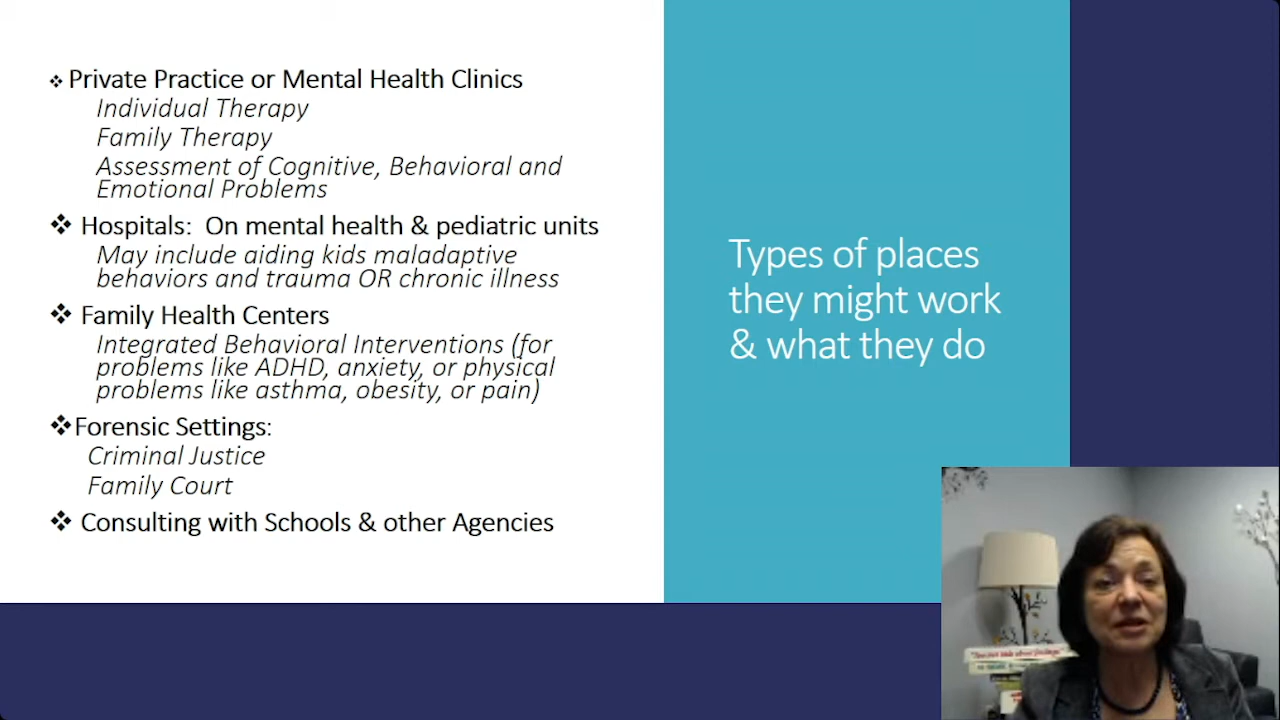 ❖ Private Practice or Mental Health Clinics
Individual Therapy
Family Therapy
Assessment of Cognitive, Behavioral and
Emotional Problems
❖ Hospitals: On mental health & pediatric units
May include aiding kids maladaptive
behaviors and trauma OR chronic illness
❖ Family Health Centers
Integrated Behavioral Interventions (for
problems like ADHD, anxiety, or physical
problems like asthma, obesity, or pain)
❖Forensic Settings:
Criminal Justice
Family Court
❖ Consulting with Schools & other Agencies
Types of places
they might work
& what they do